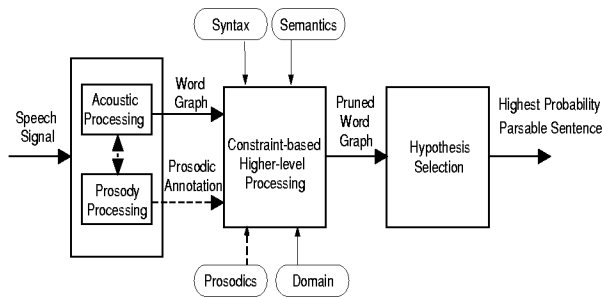 Syntax
Semantics
Speech
Signal
Acoustic
Processing
Prosody
Processing
Word
Graph
Prosodic
Annotation
Constraint-based
Higher-level
Processing
Pruned
Word
Graph
Hypothesis
Selection
Highest Probability
Parsable Sentence
Prosodics
Domain